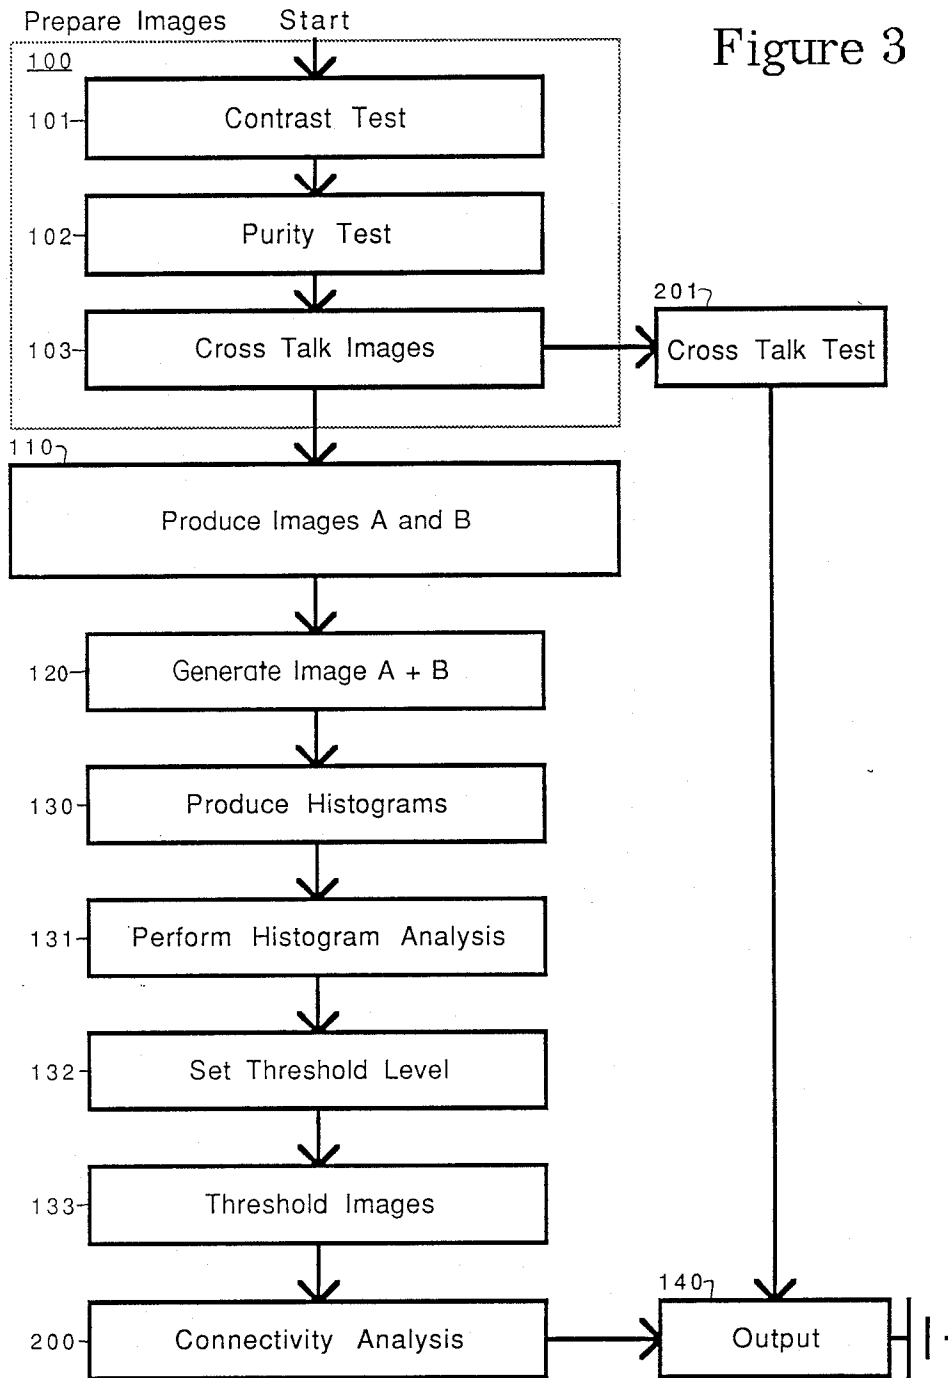 Prepare Images Start
Figure 3
100
101
Contrast Test
102
Purity Test
201
103
Cross Talk Images
Cross Talk Test
110
Produce Images A and B
120
Generate Image A + B
130
Produce Histograms
131
Perform Histogram Analysis
132
Set Threshold Level
133
Threshold Images
140
200
Connectivity Analysis
Output